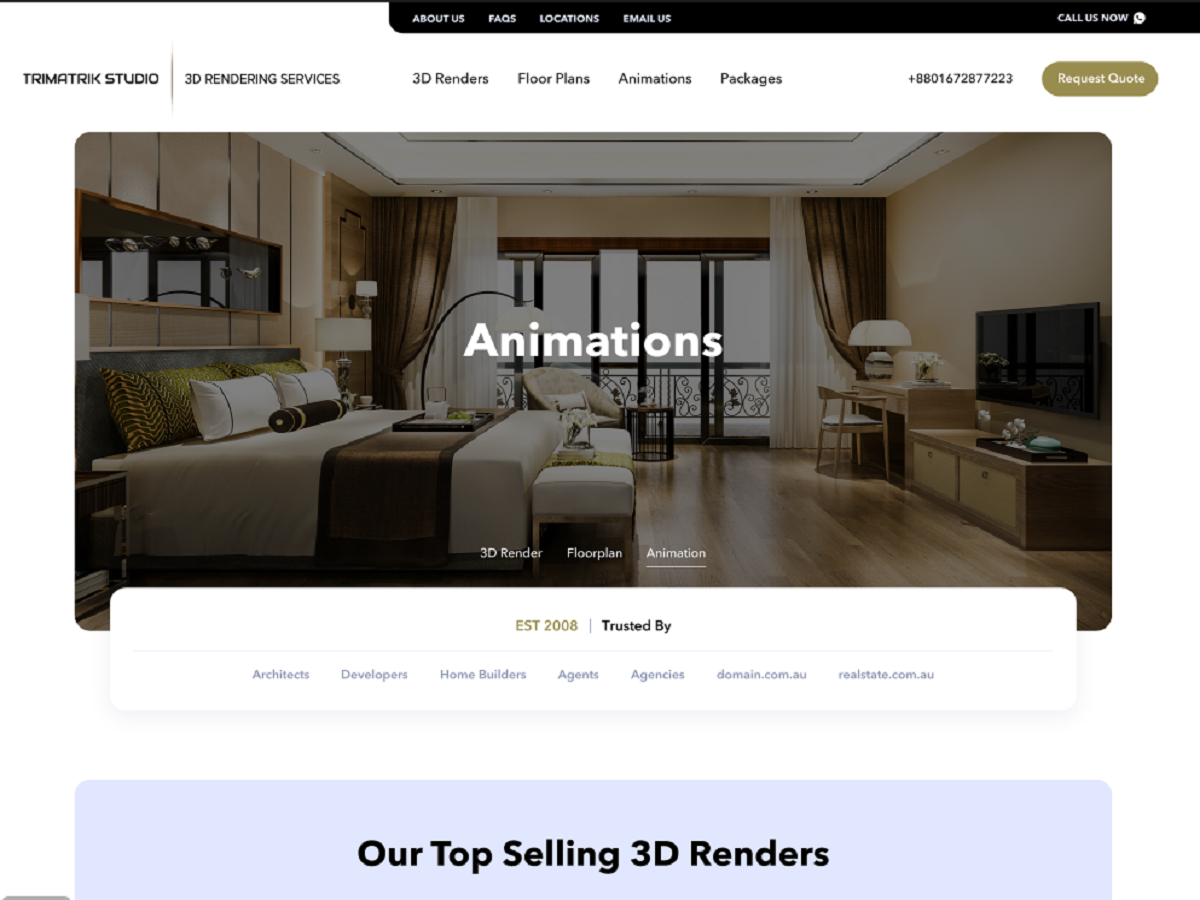 ABOUT US FAQS LOCATIONS EMAIL US CALL US NOW
TRIMATRIK STUDIO 3D RENDERING SERVICES 3D Renders Floor Plans Animations Packages +8801672877223 Request Quote
Animations
3D Render Floorplan Animation
EST 2008 | Trusted By
Architects Developers Home Builders Agents Agencies domain.com.au realstate.com.au
Our Top Selling 3D Renders